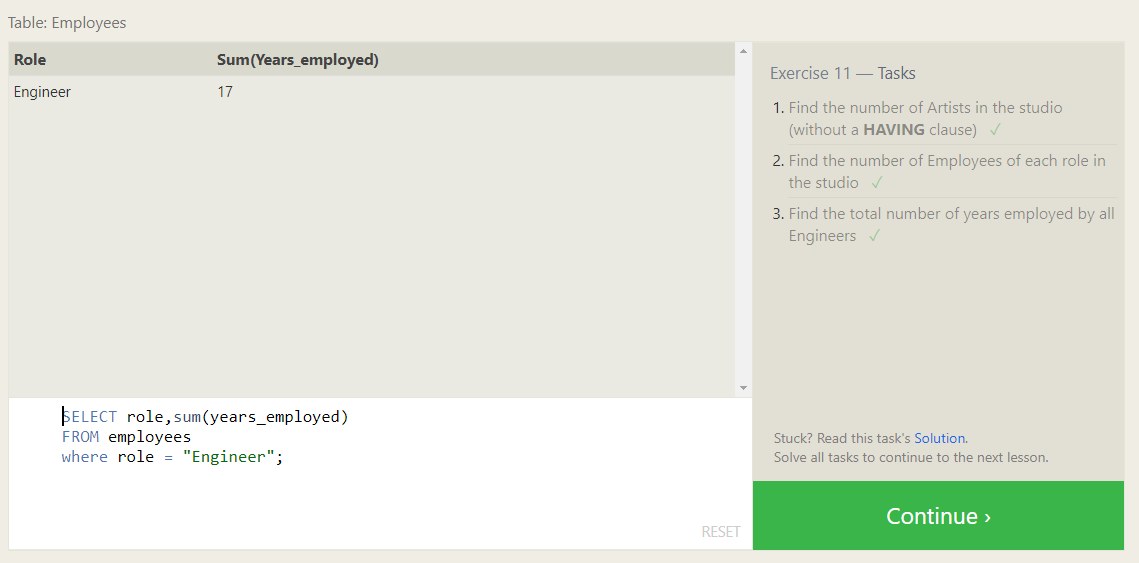 Table: Employees
Role Sum(Years_employed)
Engineer 17
SELECT role,sum(years_employed)
FROM employees
where role = "Engineer";
RESET
Exercise 11 — Tasks
1. Find the number of Artists in the studio
(without a HAVING clause) ✓
2. Find the number of Employees of each role in
the studio ✓
3. Find the total number of years employed by all
Engineers ✓
Stuck? Read this task's Solution.
Solve all tasks to continue to the next lesson.
Continue ›